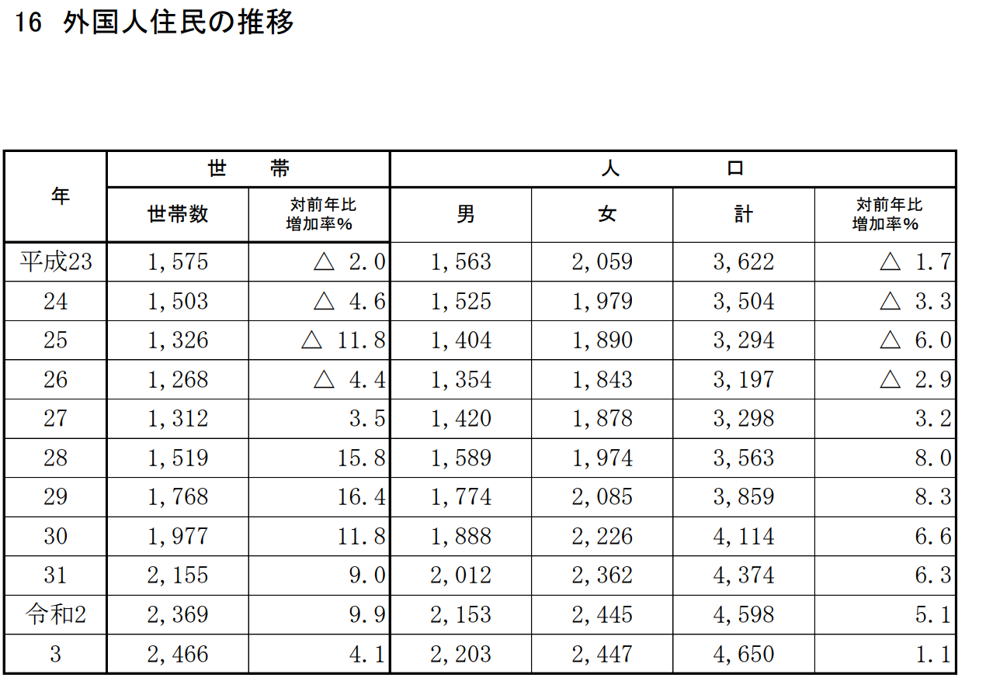 16 外国人住民の推移
年 世帯 人口
世帯数 対前年比増加率% 男 女 計 対前年比増加率%
平成23 1,575 △ 2.0 1,563 2,059 3,622 △ 1.7
24 1,503 △ 4.6 1,525 1,979 3,504 △ 3.3
25 1,326 △ 11.8 1,404 1,890 3,294 △ 6.0
26 1,268 △ 4.4 1,354 1,843 3,197 △ 2.9
27 1,312 3.5 1,420 1,878 3,298 3.2
28 1,519 15.8 1,589 1,974 3,563 8.0
29 1,768 16.4 1,774 2,085 3,859 8.3
30 1,977 11.8 1,888 2,226 4,114 6.6
31 2,155 9.0 2,012 2,362 4,374 6.3
令和2 2,369 9.9 2,153 2,445 4,598 5.1
3 2,466 4.1 2,203 2,447 4,650 1.1